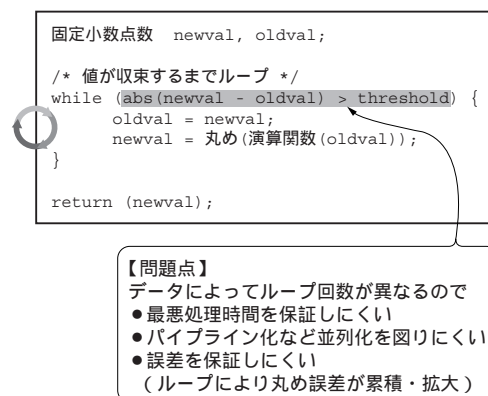 固定小数点数 newval, oldval;
/* 値が収束するまでループ */
while (abs(newval - oldval) > threshold) {
oldval = newval;
newval = 丸め(演算関数(oldval));
}
return (newval);
【問題点】
データによってループ回数が異なるので
●最悪処理時間を保証しにくい
●パイプライン化など並列化を図りにくい
●誤差を保証しにくい
（ループにより丸め誤差が累積・拡大）